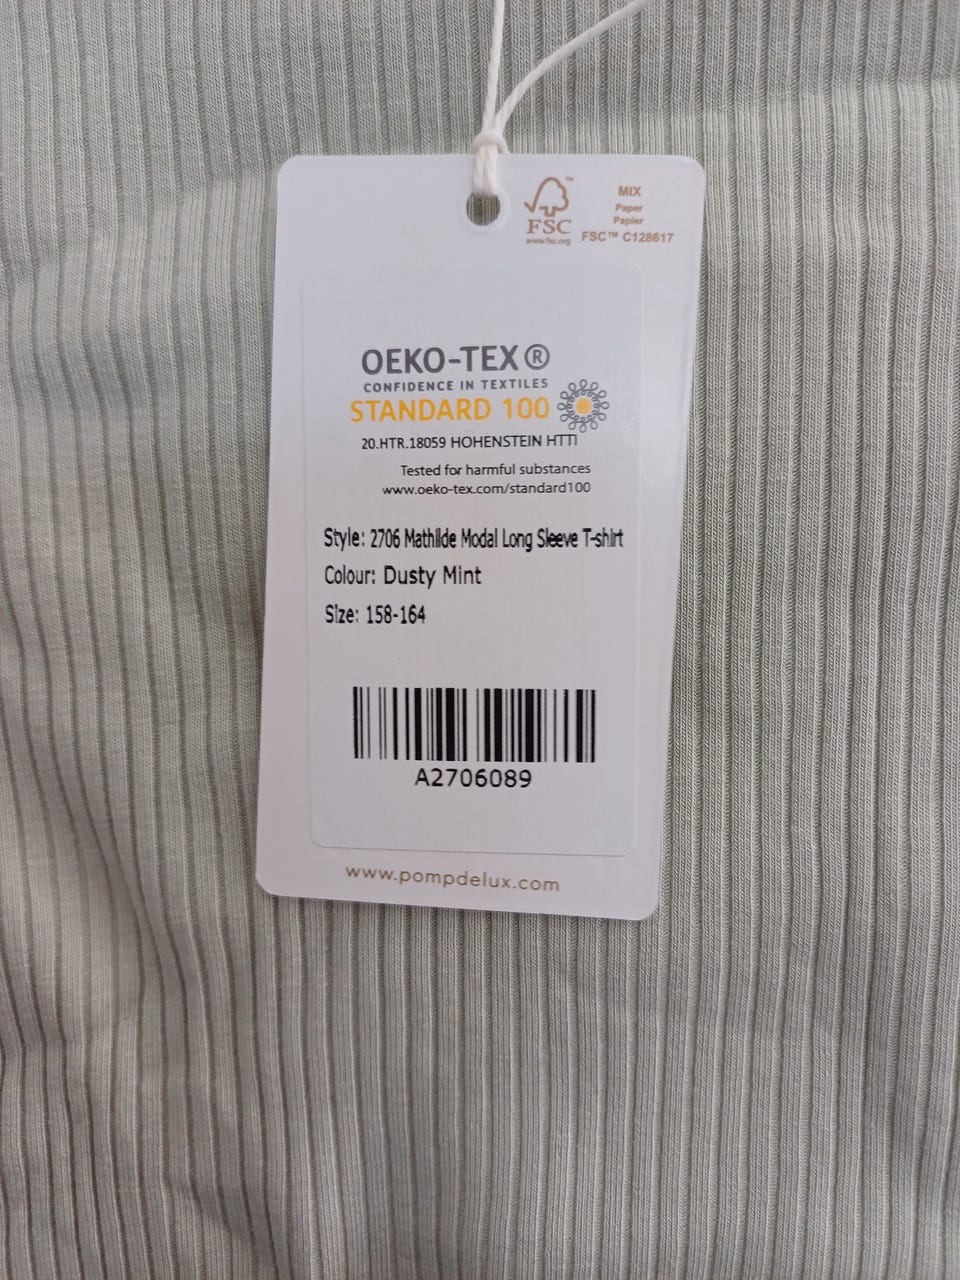 FSC™
www.fsc.org
MIX
Paper
Papier
FSC™ C128617
OEKO-TEX®
CONFIDENCE IN TEXTILES
STANDARD 100
20.HTR.18059 HOHENSTEIN HTTI
Tested for harmful substances
www.oeko-tex.com/standard100
Style: 2706 Mathilde Modal Long Sleeve T-shirt
Colour: Dusty Mint
Size: 158-164
A2706089
www.pompdelux.com